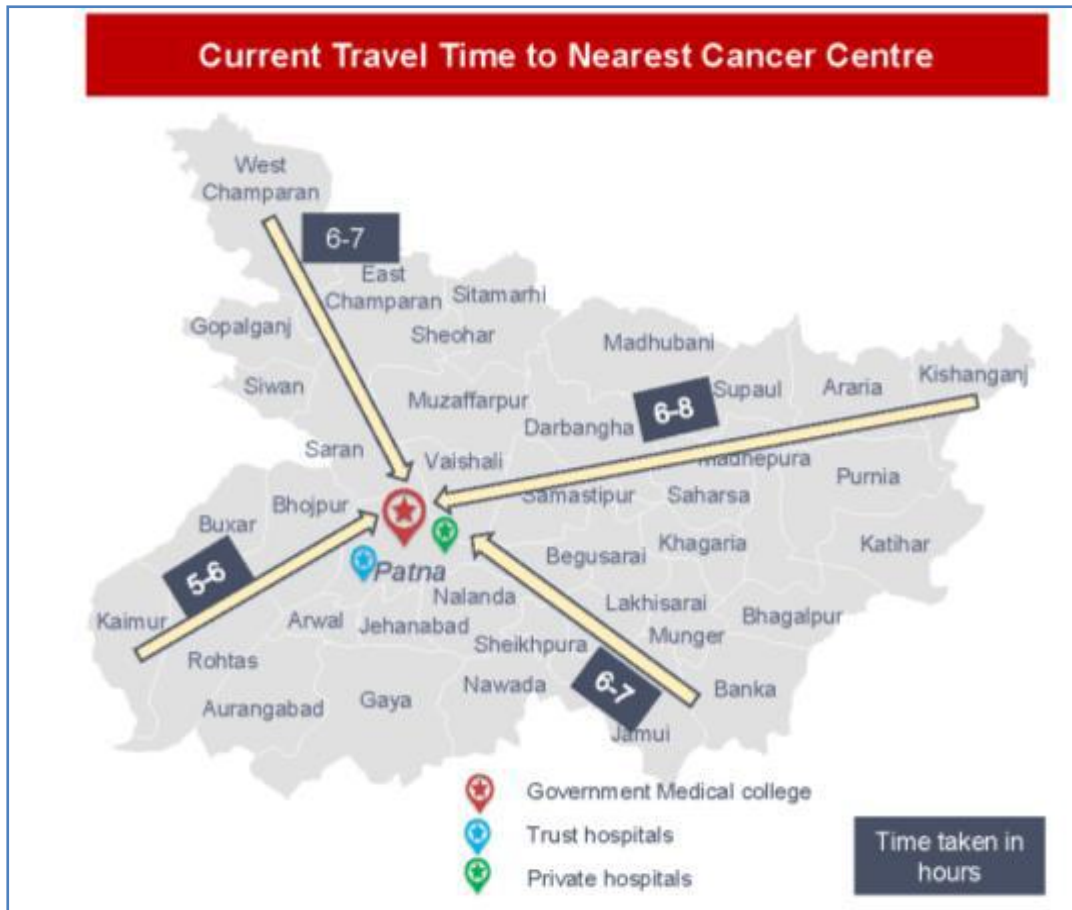 Current Travel Time to Nearest Cancer Centre
West
Champaran
6-7
East
Champaran
Sitamarhi
Gopalganj
Sheohar
Madhubani
Siwan
Supaul
Araria
Kishanganj
Muzaffarpur
6-8
Darbangha
Saran
Vaishali
Madhepura
Purnia
Samastipur
Saharsa
Bhojpur
Buxar
Khagaria
Katihar
Begusarai
5-6
Patna
Nalanda
Lakhisarai
Bhagalpur
Kaimur
Arwal
Jehanabad
Sheikhpura
Munger
Rohtas
Nawada
6-7
Banka
Gaya
Aurangabad
Jamui
Government Medical college
Trust hospitals
Private hospitals
Time taken in
hours